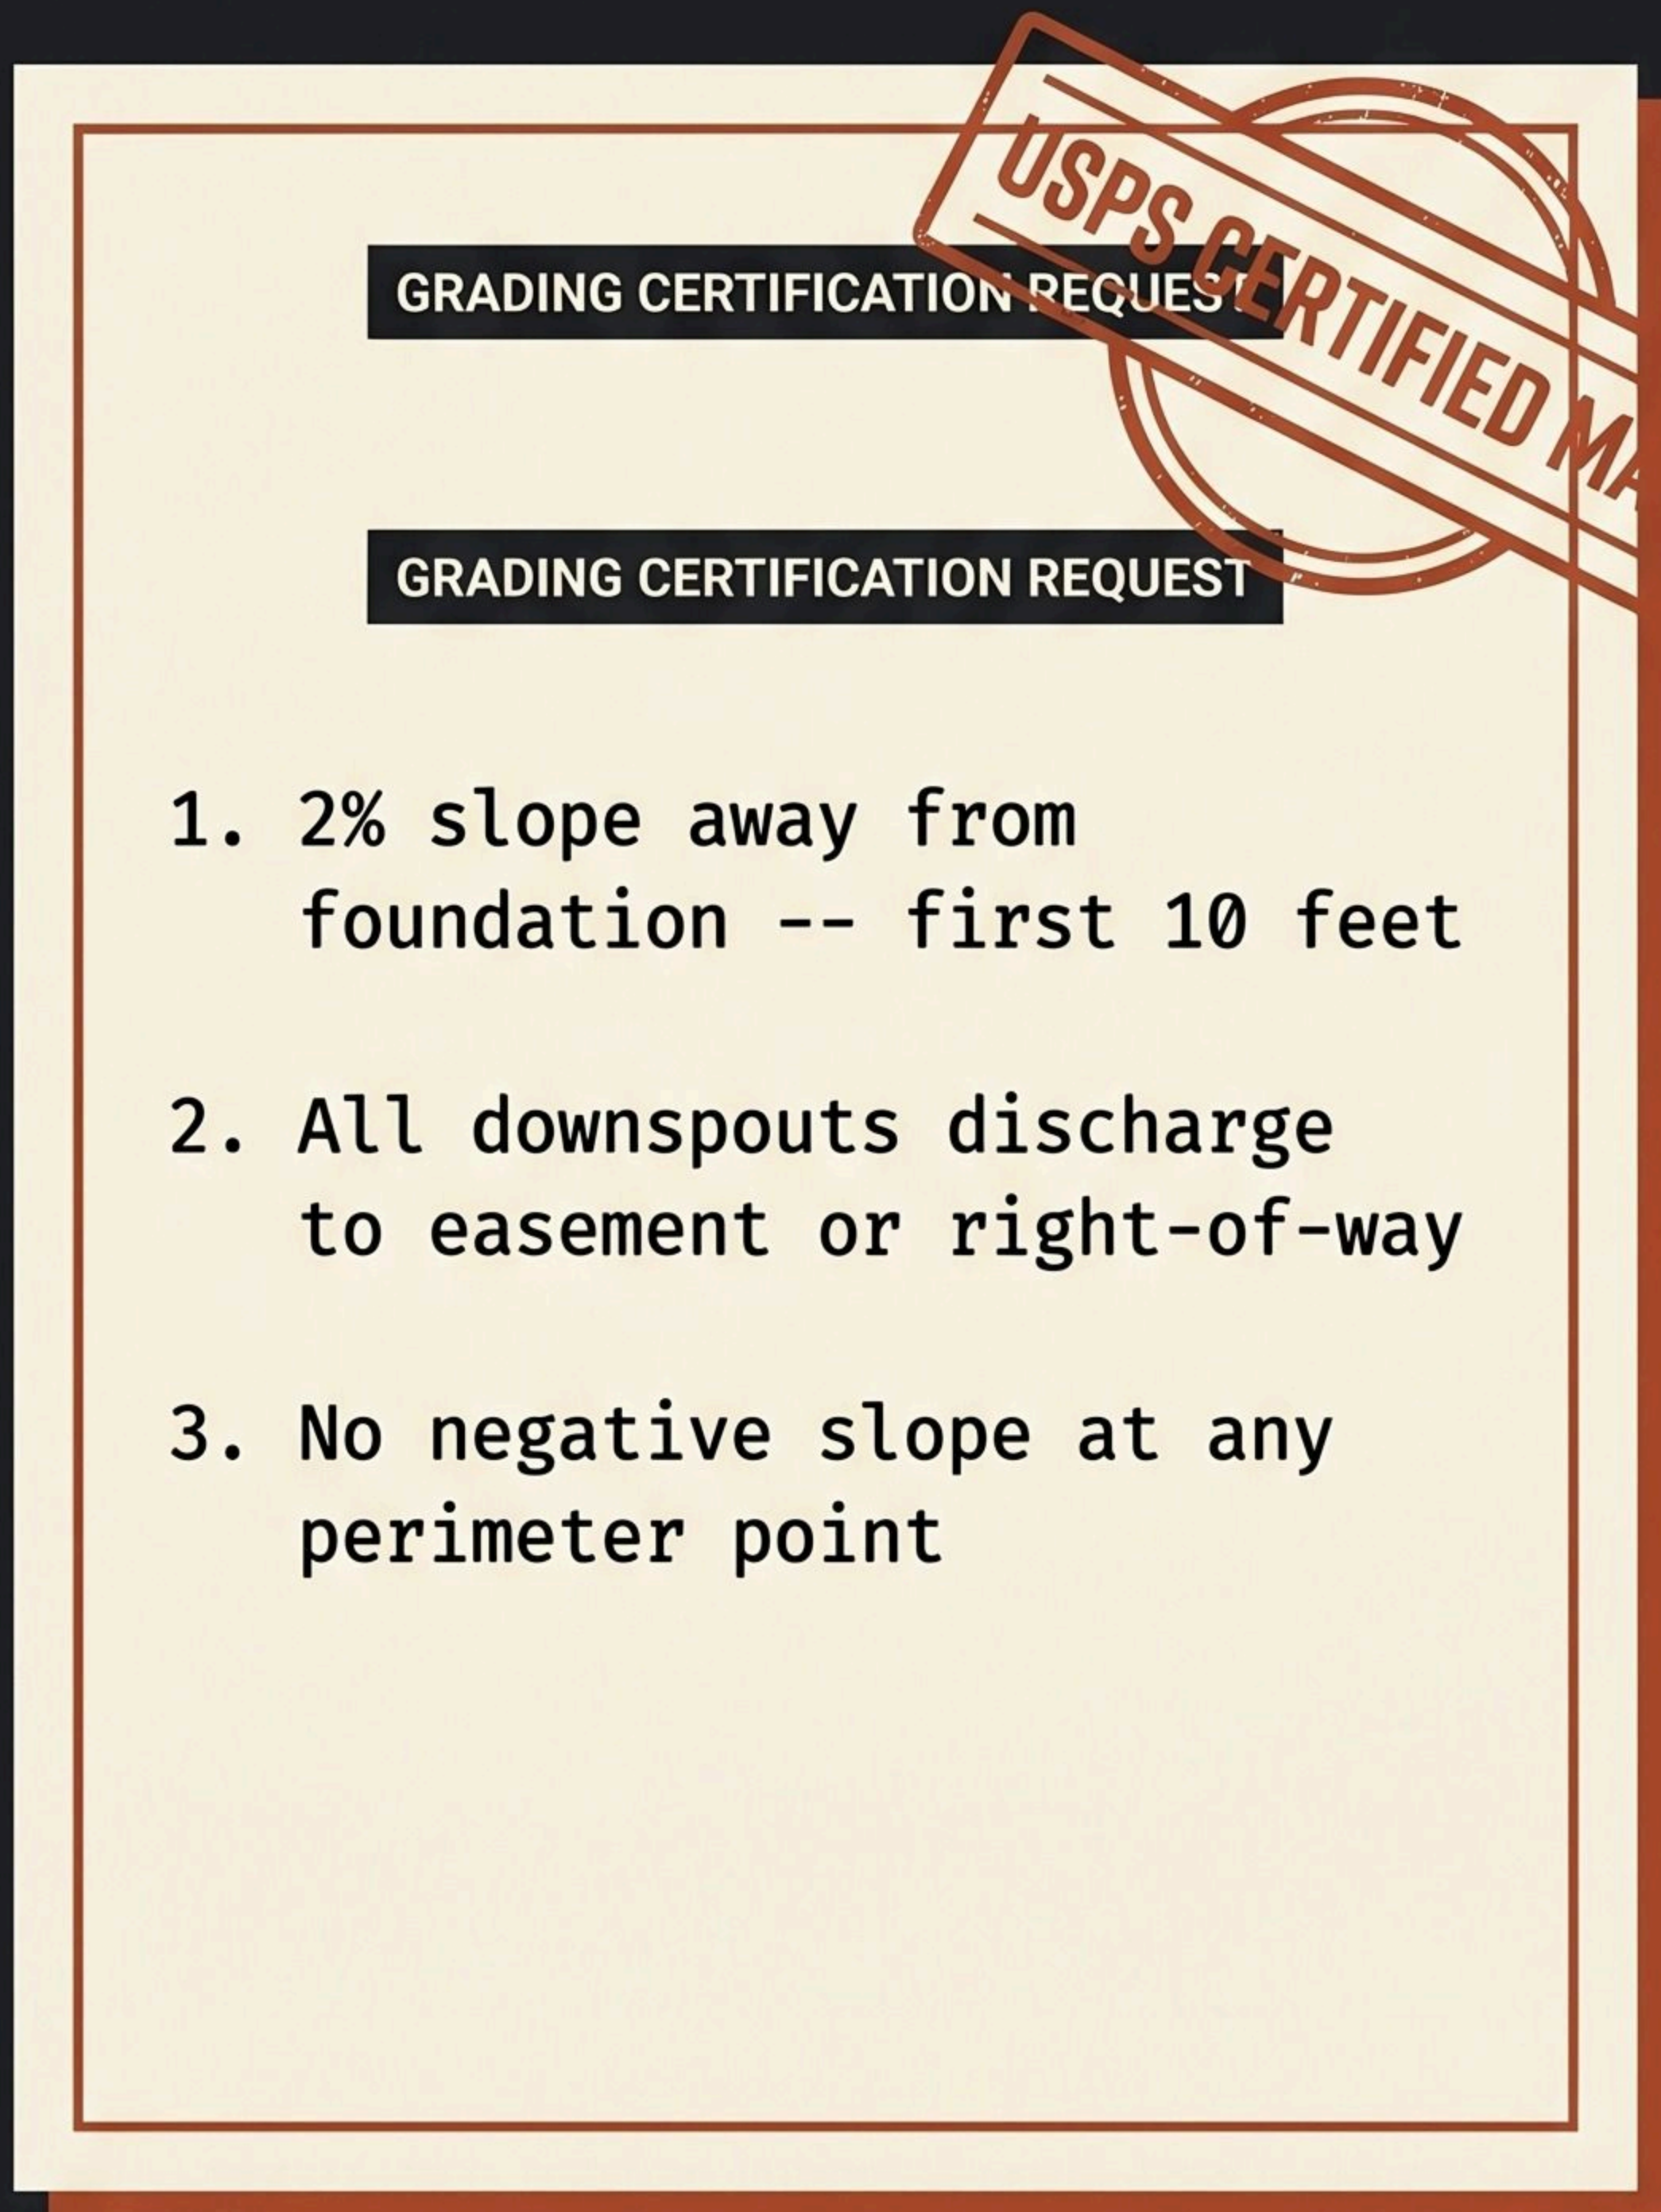 USPS CERTIFIED
GRADING CERTIFICATION REQUEST
GRADING CERTIFICATION REQUEST
1. 2% slope away from
foundation -- first 10 feet
2. All downspouts discharge
to easement or right-of-way
3. No negative slope at any
perimeter point